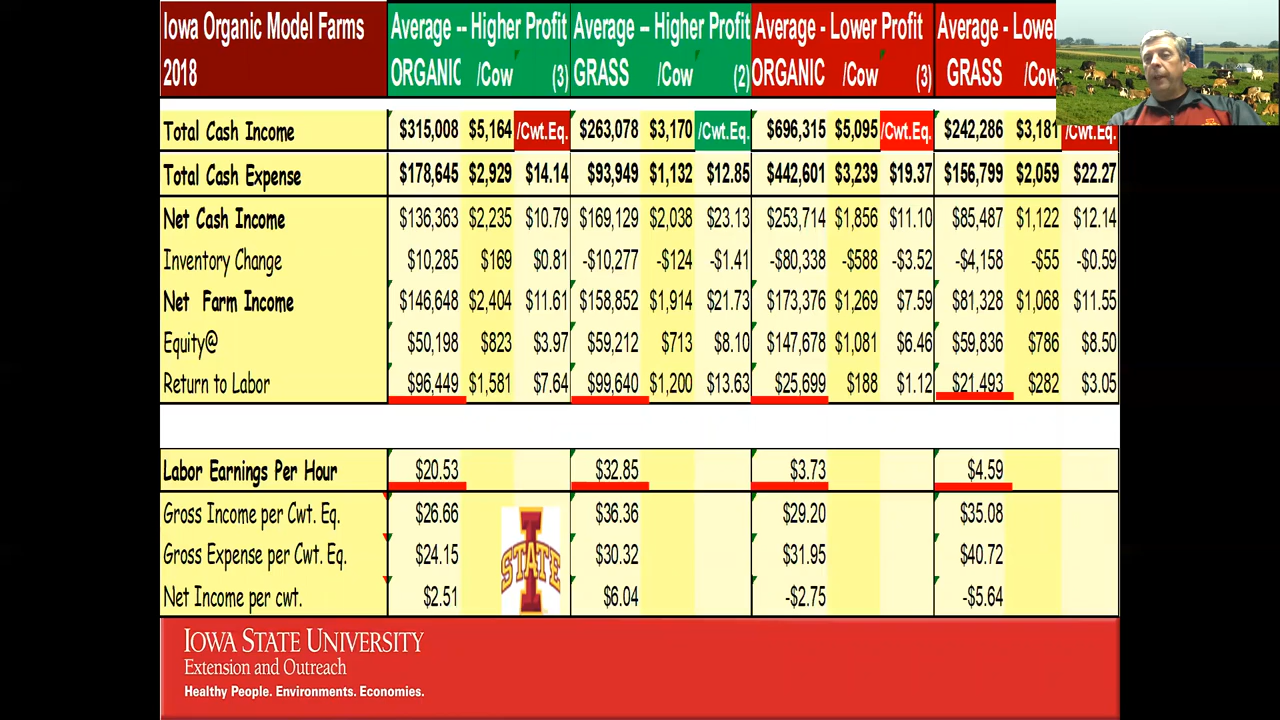 Iowa Organic Model Farms 2018 Average -- Higher Profit ORGANIC /Cow (3) Average -- Higher Profit GRASS /Cow (2) Average - Lower Profit ORGANIC /Cow (3) Average - Lower GRASS /Cow
Total Cash Income $315,008 $5,164 /Cwt.Eq. $263,078 $3,170 /Cwt.Eq. $696,315 $5,095 /Cwt.Eq. $242,286 $3,181 /Cwt.Eq.
Total Cash Expense $178,645 $2,929 $14.14 $93,949 $1,132 $12.85 $442,601 $3,239 $19.37 $156,799 $2,059 $22.27
Net Cash Income $136,363 $2,235 $10.79 $169,129 $2,038 $23.13 $253,714 $1,856 $11.10 $85,487 $1,122 $12.14
Inventory Change $10,285 $169 $0.81 -$10,277 -$124 -$1.41 -$80,338 -$588 -$3.52 -$4,158 -$55 -$0.59
Net Farm Income $146,648 $2,404 $11.61 $158,852 $1,914 $21.73 $173,376 $1,269 $7.59 $81,328 $1,068 $11.55
Equity@ $50,198 $823 $3.97 $59,212 $713 $8.10 $147,678 $1,081 $6.46 $59,836 $786 $8.50
Return to Labor $96,449 $1,581 $7.64 $99,640 $1,200 $13.63 $25,699 $188 $1.12 $21,493 $282 $3.05
Labor Earnings Per Hour $20.53 $32.85 $3.73 $4.59
Gross Income per Cwt. Eq. $26.66 $36.36 $29.20 $35.08
Gross Expense per Cwt. Eq. $24.15 $30.32 $31.95 $40.72
Net Income per cwt. $2.51 $6.04 -$2.75 -$5.64
I STATE
IOWA STATE UNIVERSITY
Extension and Outreach
Healthy People. Environments. Economies.